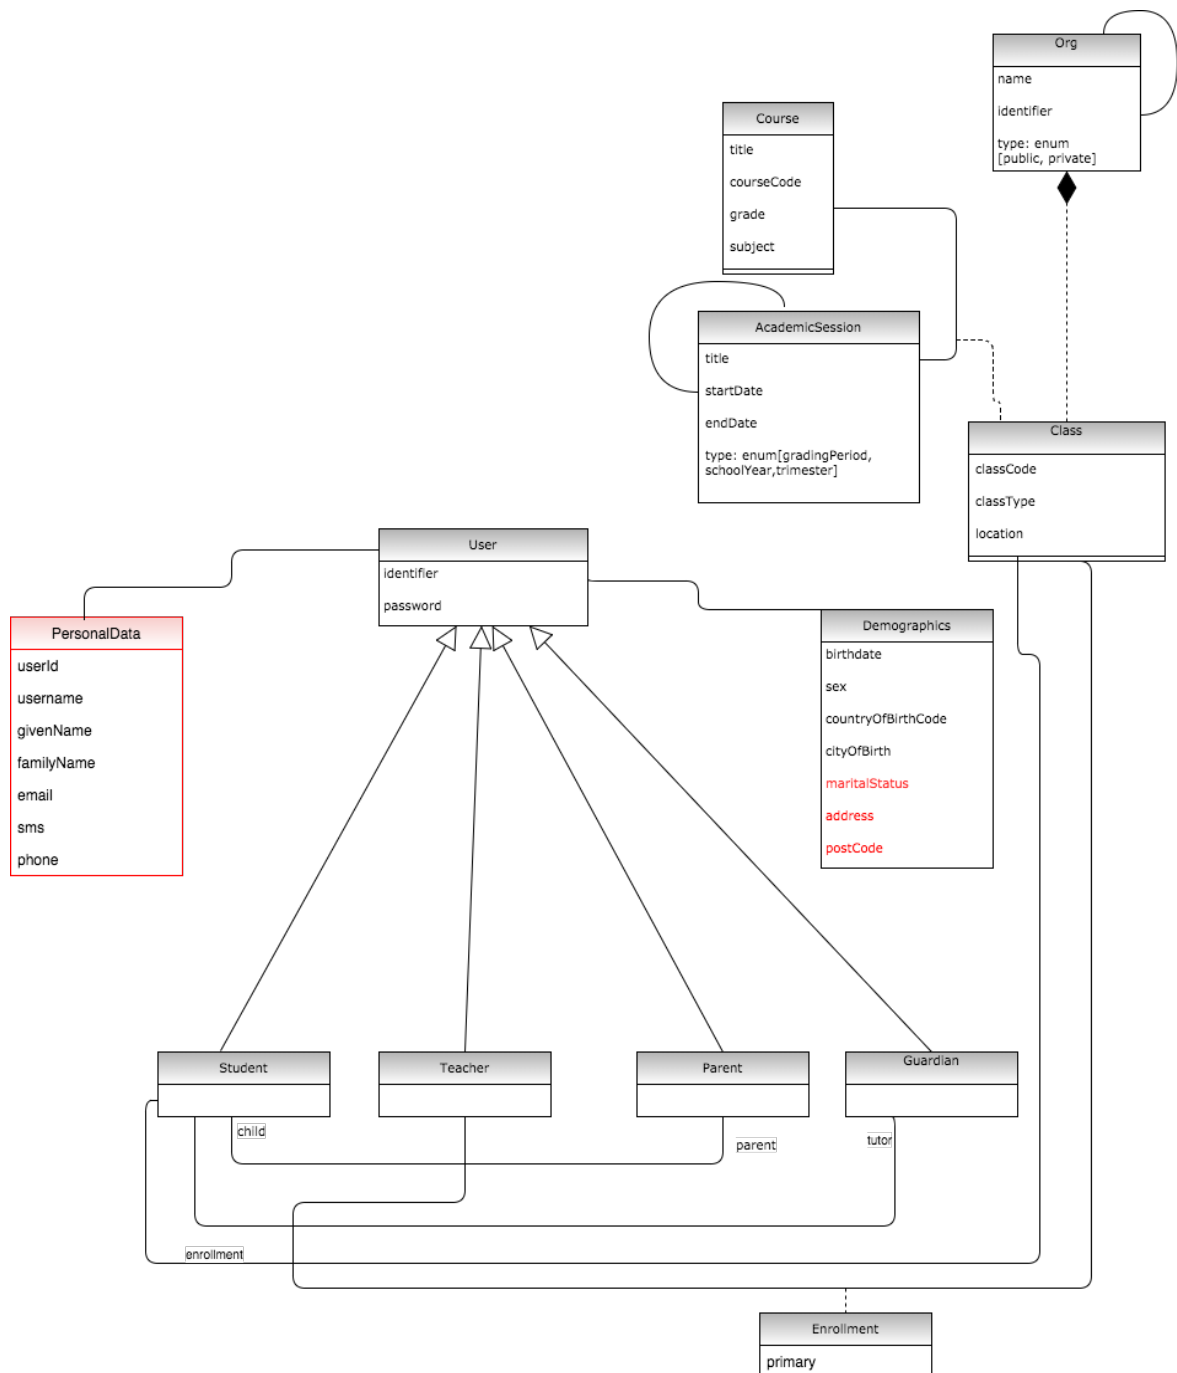 Org
name
identifier
type: enum
[public, private]
Course
title
courseCode
grade
subject
AcademicSession
title
startDate
endDate
type: enum[gradingPeriod,
schoolYear,trimester]
Class
classCode
classType
location
User
identifier
password
PersonalData
userId
username
givenName
familyName
email
sms
phone
Demographics
birthdate
sex
countryOfBirthCode
cityOfBirth
maritalStatus
address
postCode
Student
Teacher
Parent
Guardian
child
parent
tutor
enrollment
Enrollment
primary